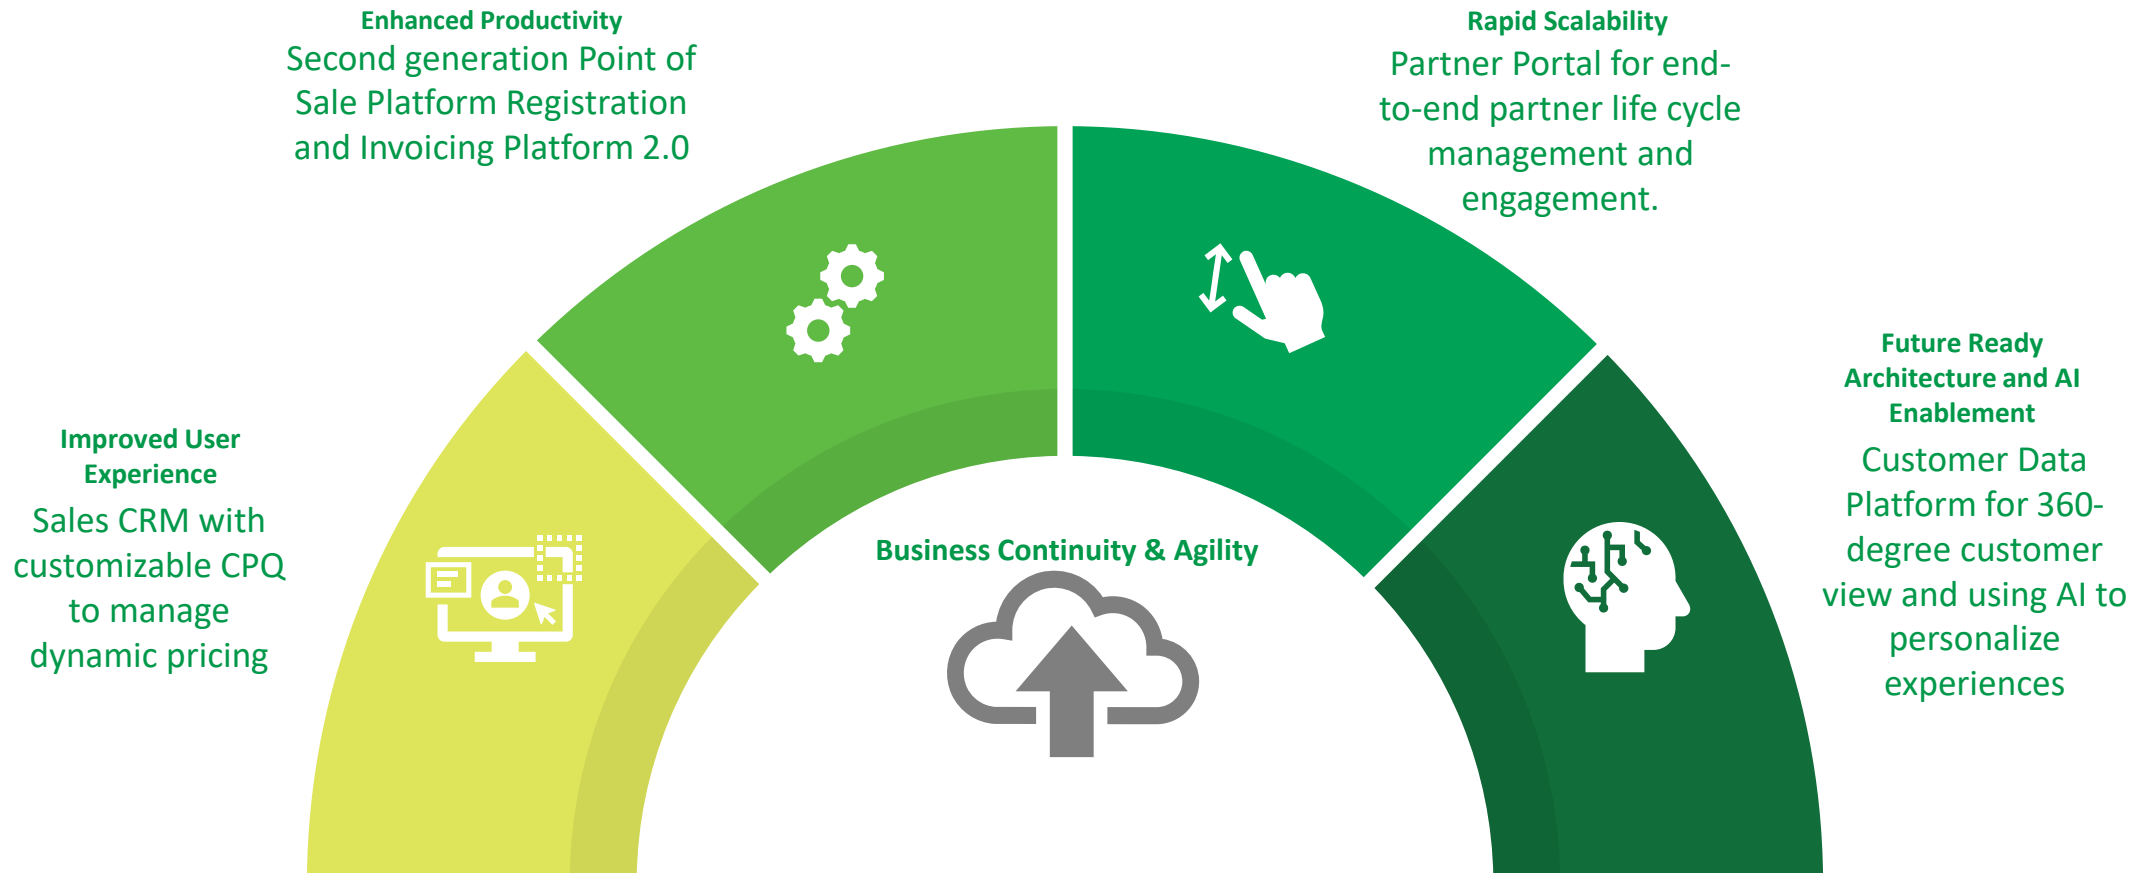 Enhanced Productivity
Second generation Point of
Sale Platform Registration
and Invoicing Platform 2.0
Rapid Scalability
Partner Portal for end-
to-end partner life cycle
management and
engagement.
Improved User
Experience
Sales CRM with
customizable CPQ
to manage
dynamic pricing
Business Continuity & Agility
Future Ready
Architecture and AI
Enablement
Customer Data
Platform for 360-
degree customer
view and using AI to
personalize
experiences